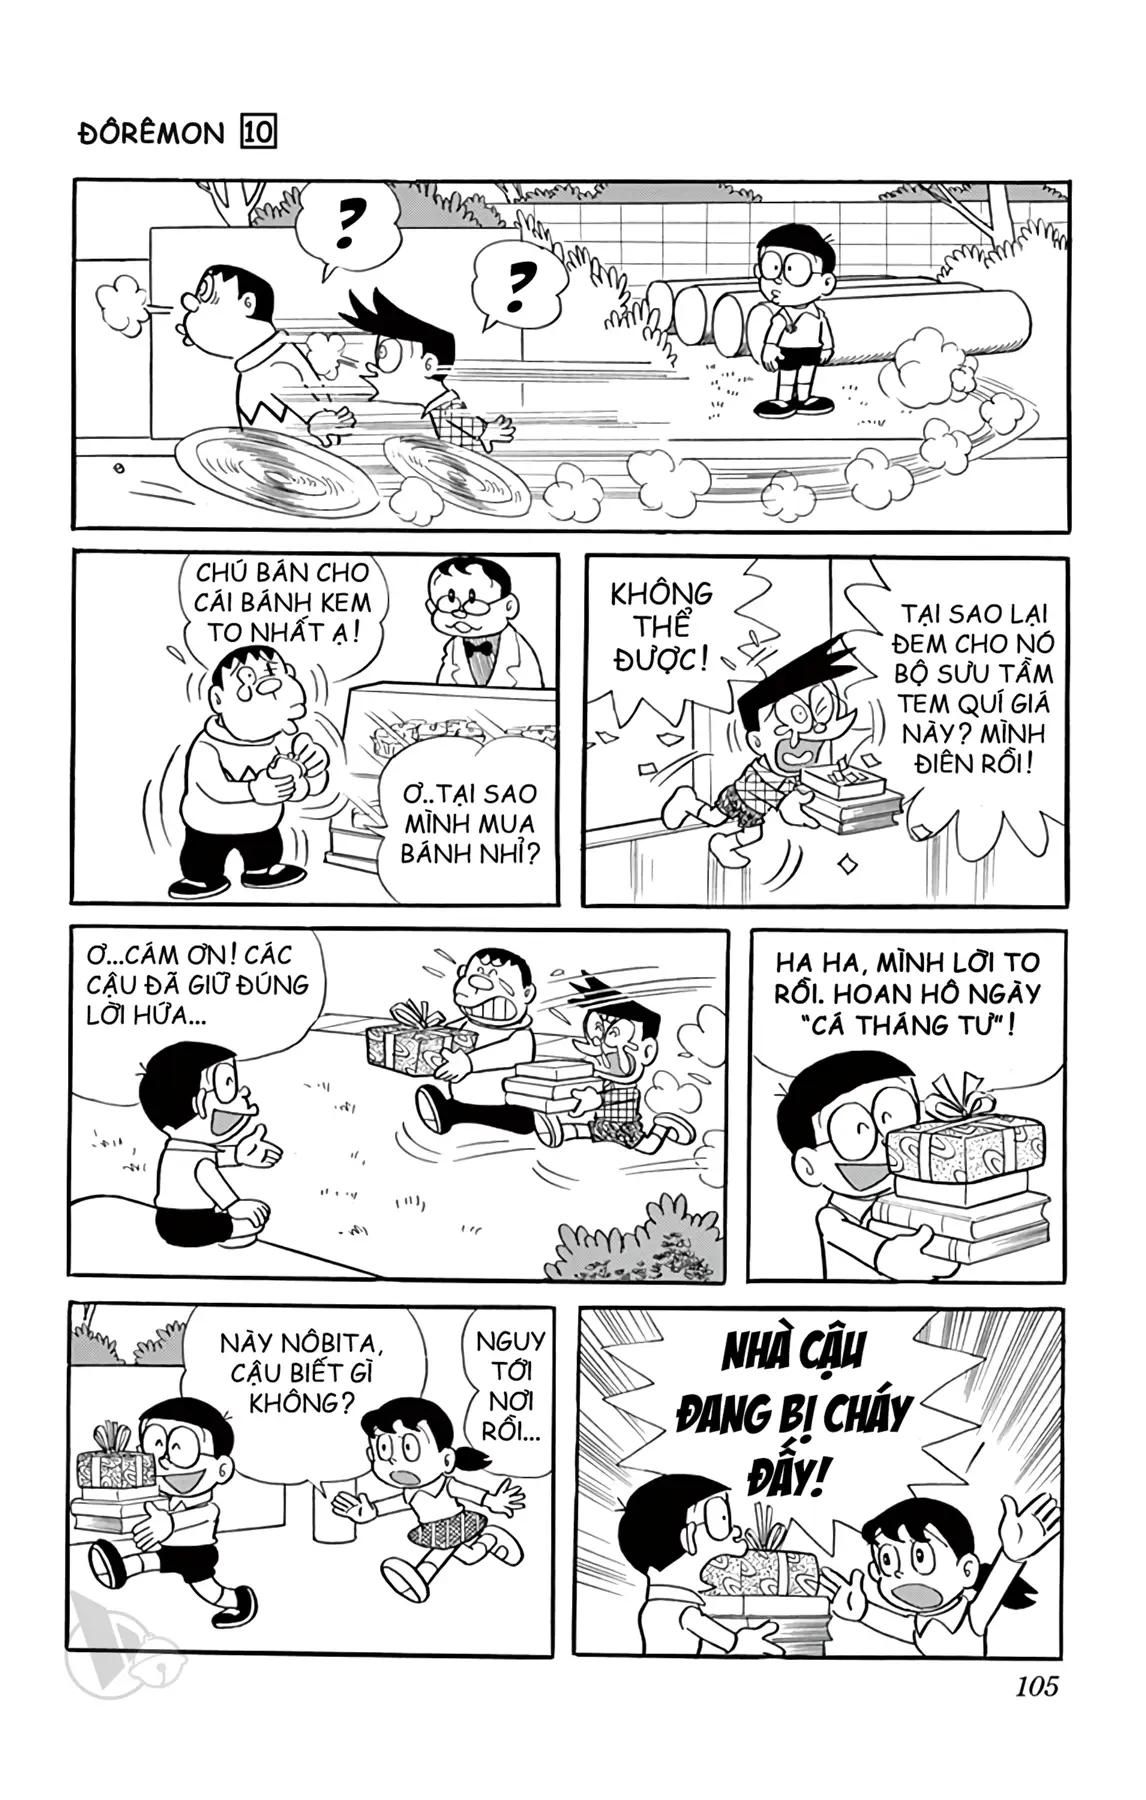 ĐÔRÊMON 10
?
?
CHÚ BÁN CHO
CÁI BÁNH KEM
TO NHẤT Ạ!
Ơ..TẠI SAO
MÌNH MUA
BÁNH NHỈ?
KHÔNG
THỂ
ĐƯỢC!
TẠI SAO LẠI
ĐEM CHO NÓ
BỘ SƯU TẦM
TEM QUÍ GIÁ
NÀY? MÌNH
ĐIÊN RỒI!
Ơ...CÁM ƠN! CÁC
CẬU ĐÃ GIỮ ĐÚNG
LỜI HỨA...
HA HA, MÌNH LỜI TO
RỒI. HOAN HÔ NGÀY
"CÁ THÁNG TƯ"!
NÀY NÔBITA,
CẬU BIẾT GÌ
KHÔNG?
NGUY
TỚI
NƠI
RỒI...
NHÀ CẬU
ĐANG BỊ CHÁY
ĐẤY!
105